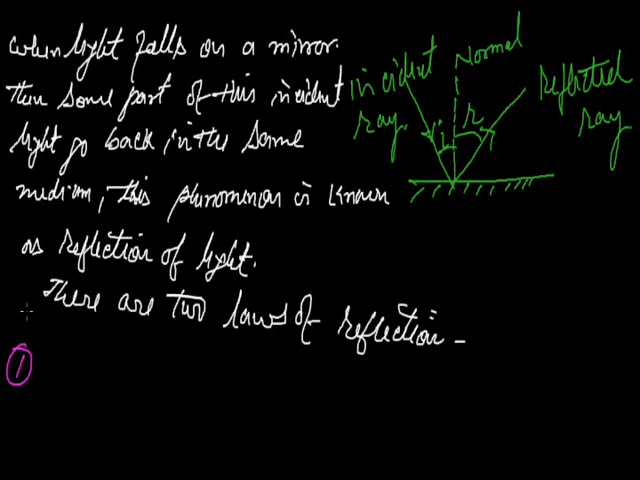 when light falls on a mirror.
Then some part of this incident
light go back in the same
medium, this phenominon is known
as reflection of light.
There are two laws of reflection -
1
incident
ray.
Normal
reflected
ray
i
r